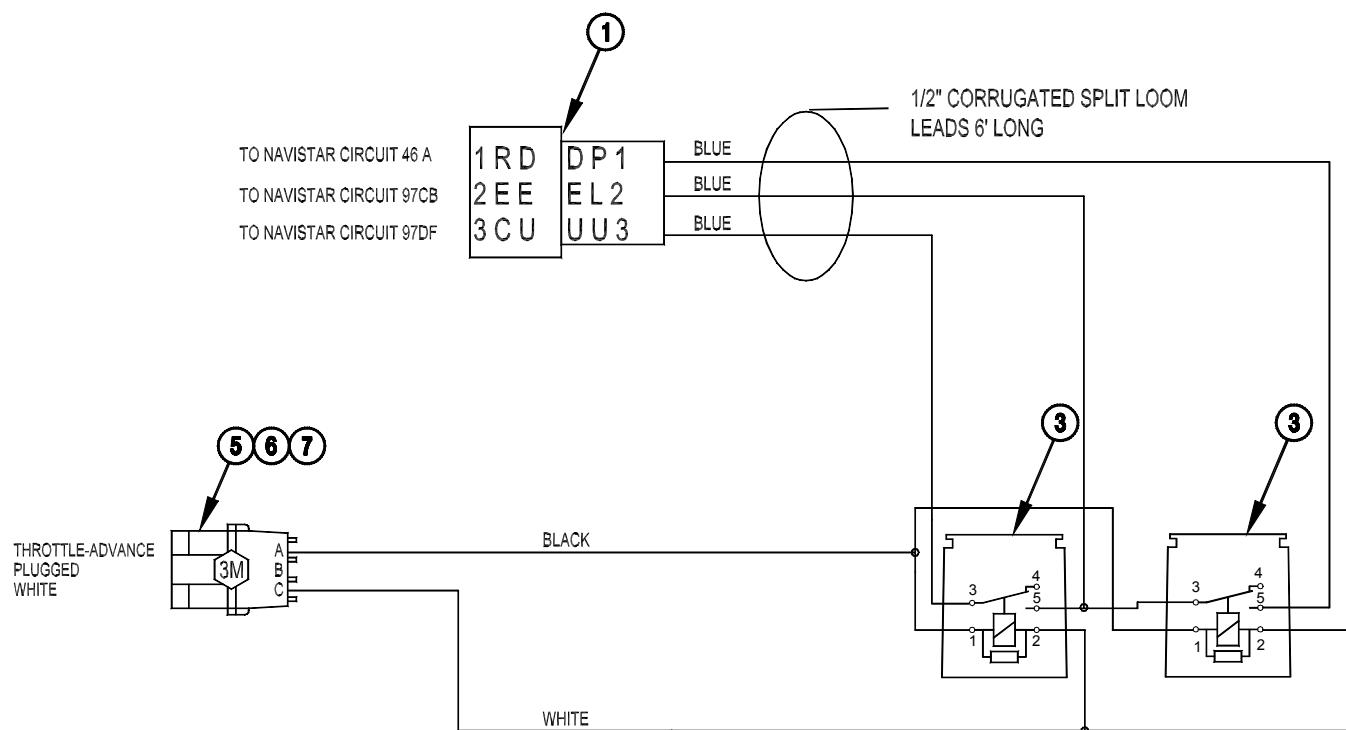 1
1/2" CORRUGATED SPLIT LOOM
LEADS 6' LONG
TO NAVISTAR CIRCUIT 46 A
1RD
DP1
BLUE
TO NAVISTAR CIRCUIT 97CB
2EE
EL2
BLUE
TO NAVISTAR CIRCUIT 97DF
3CU
UU3
BLUE
5 6 7
3
3
THROTTLE-ADVANCE
PLUGGED
WHITE
3M
A
B
C
BLACK
3
4
5
1
2
3
4
5
1
2
WHITE